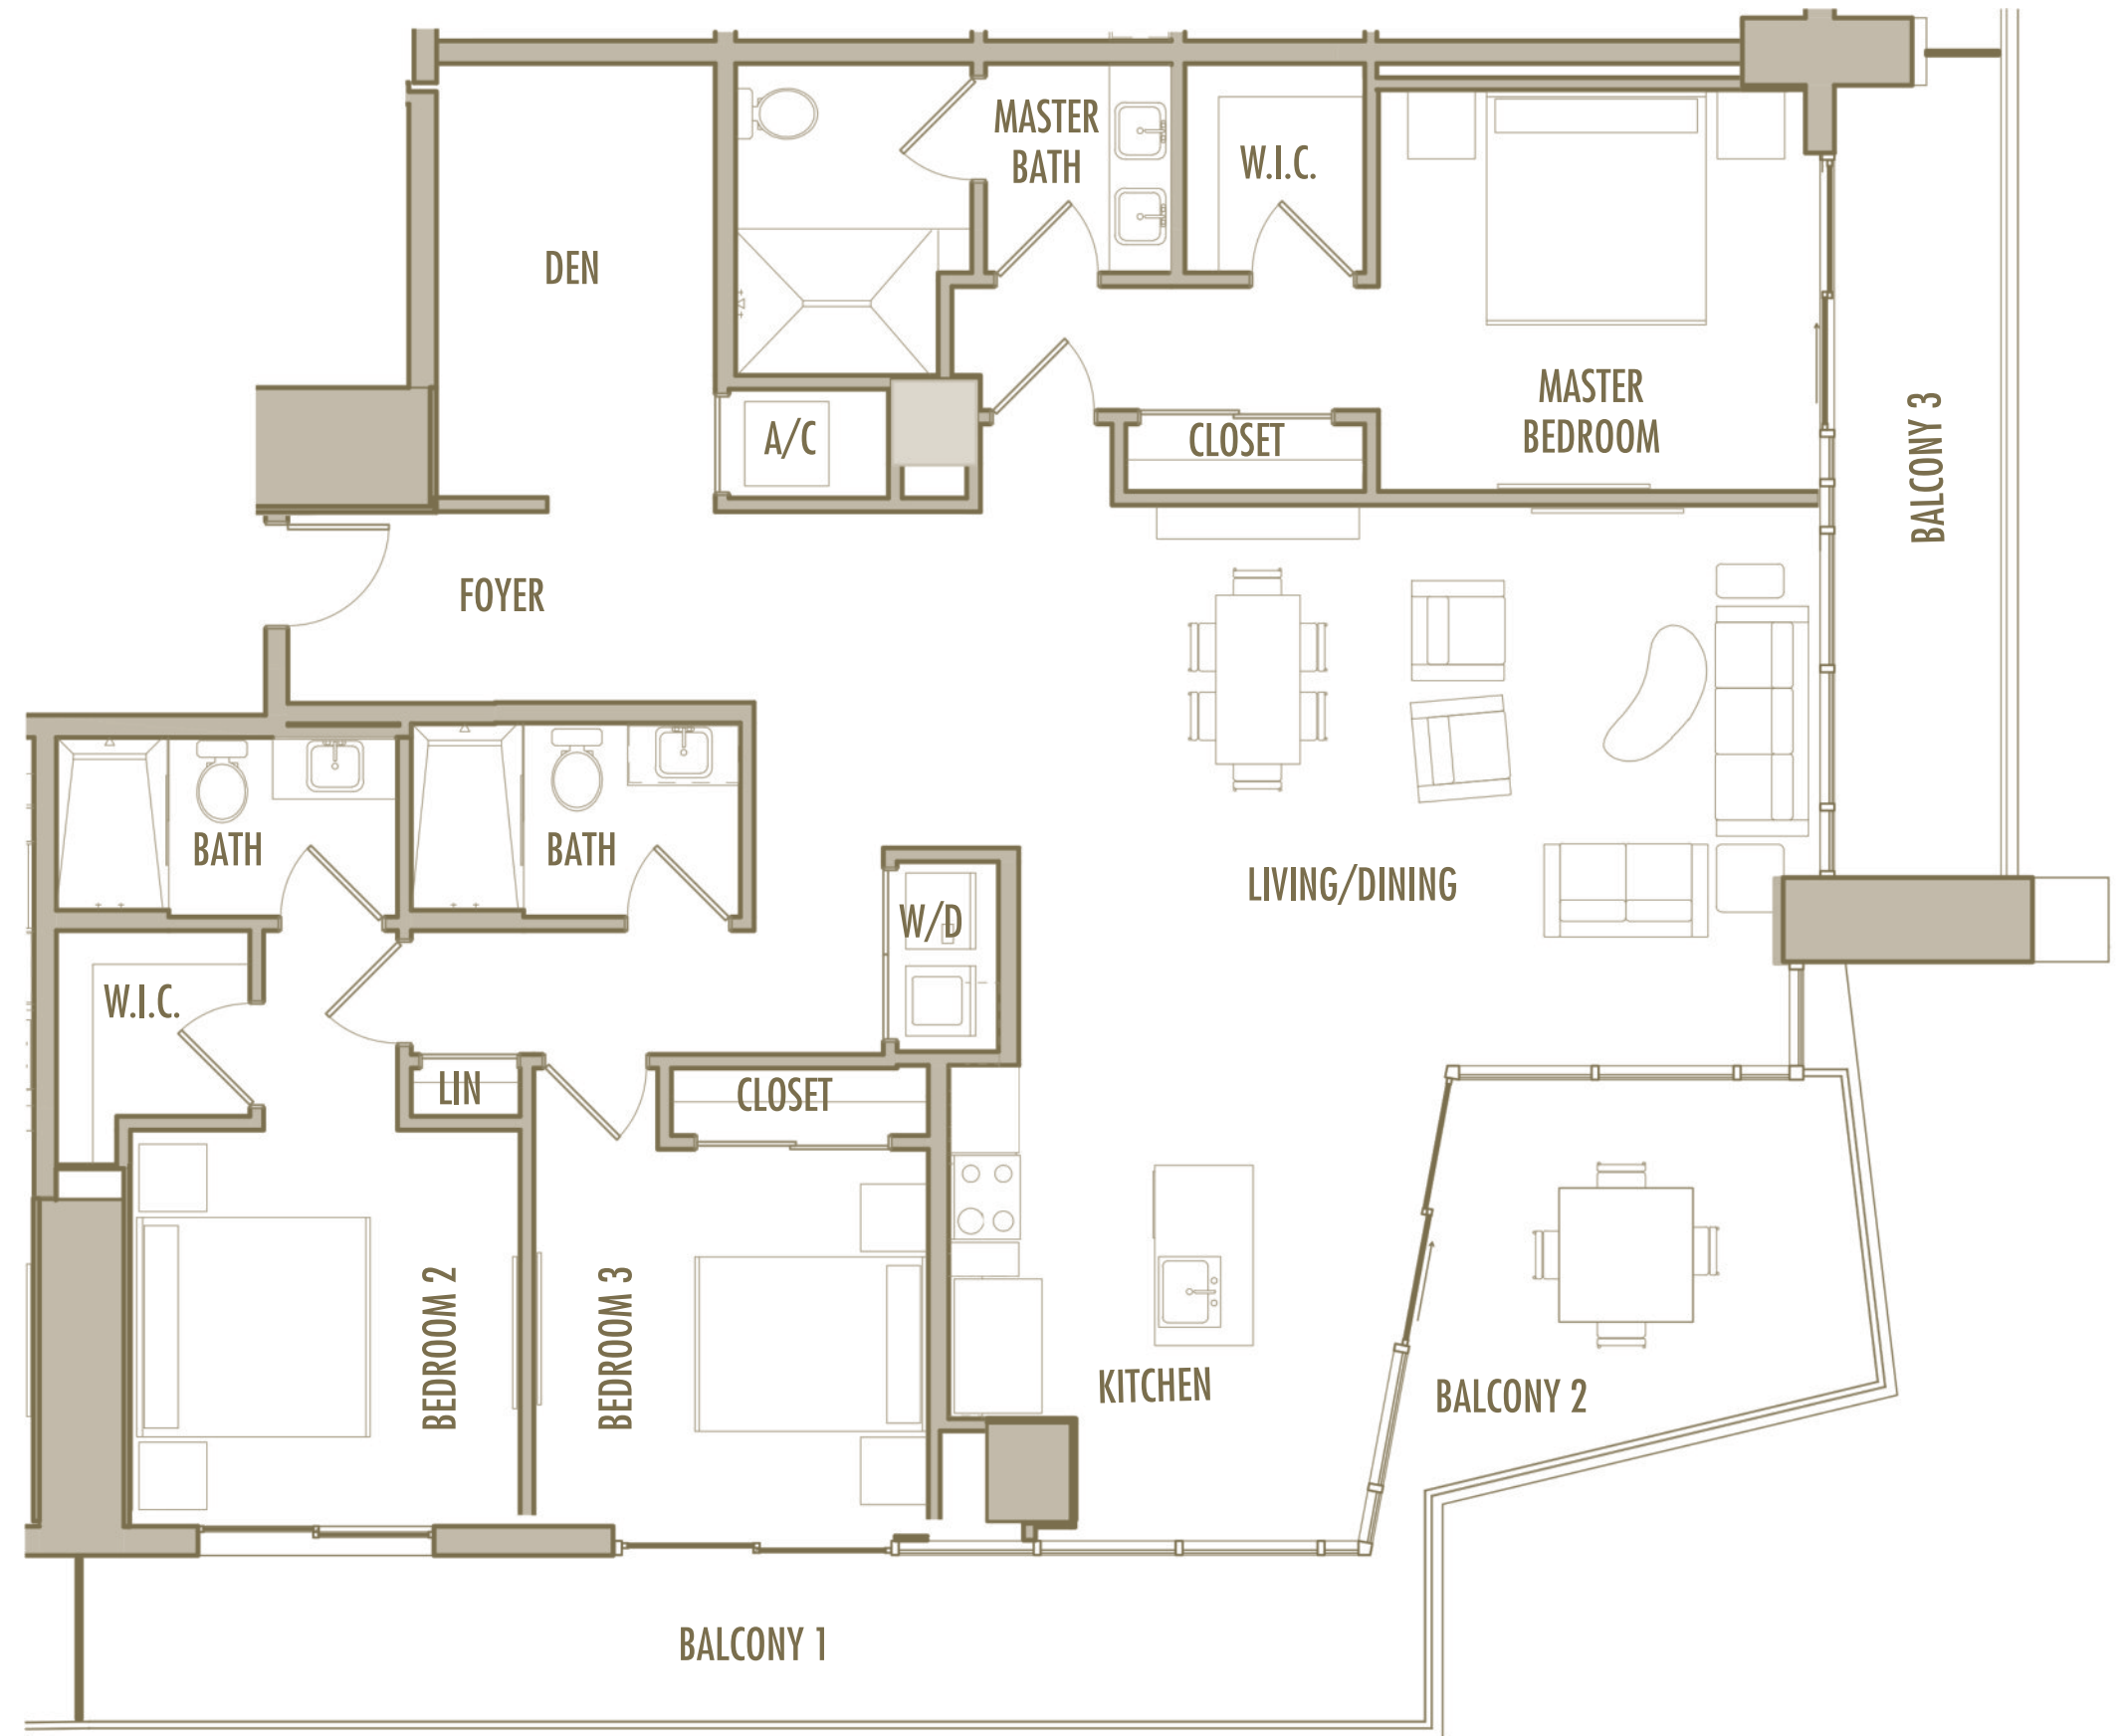 MASTER
BATH
W.I.C.
DEN
MASTER
BEDROOM
BALCONY 3
A/C
CLOSET
FOYER
BATH
BATH
LIVING/DINING
W/D
W.I.C.
LIN
CLOSET
BEDROOM 2
BEDROOM 3
KITCHEN
BALCONY 2
BALCONY 1